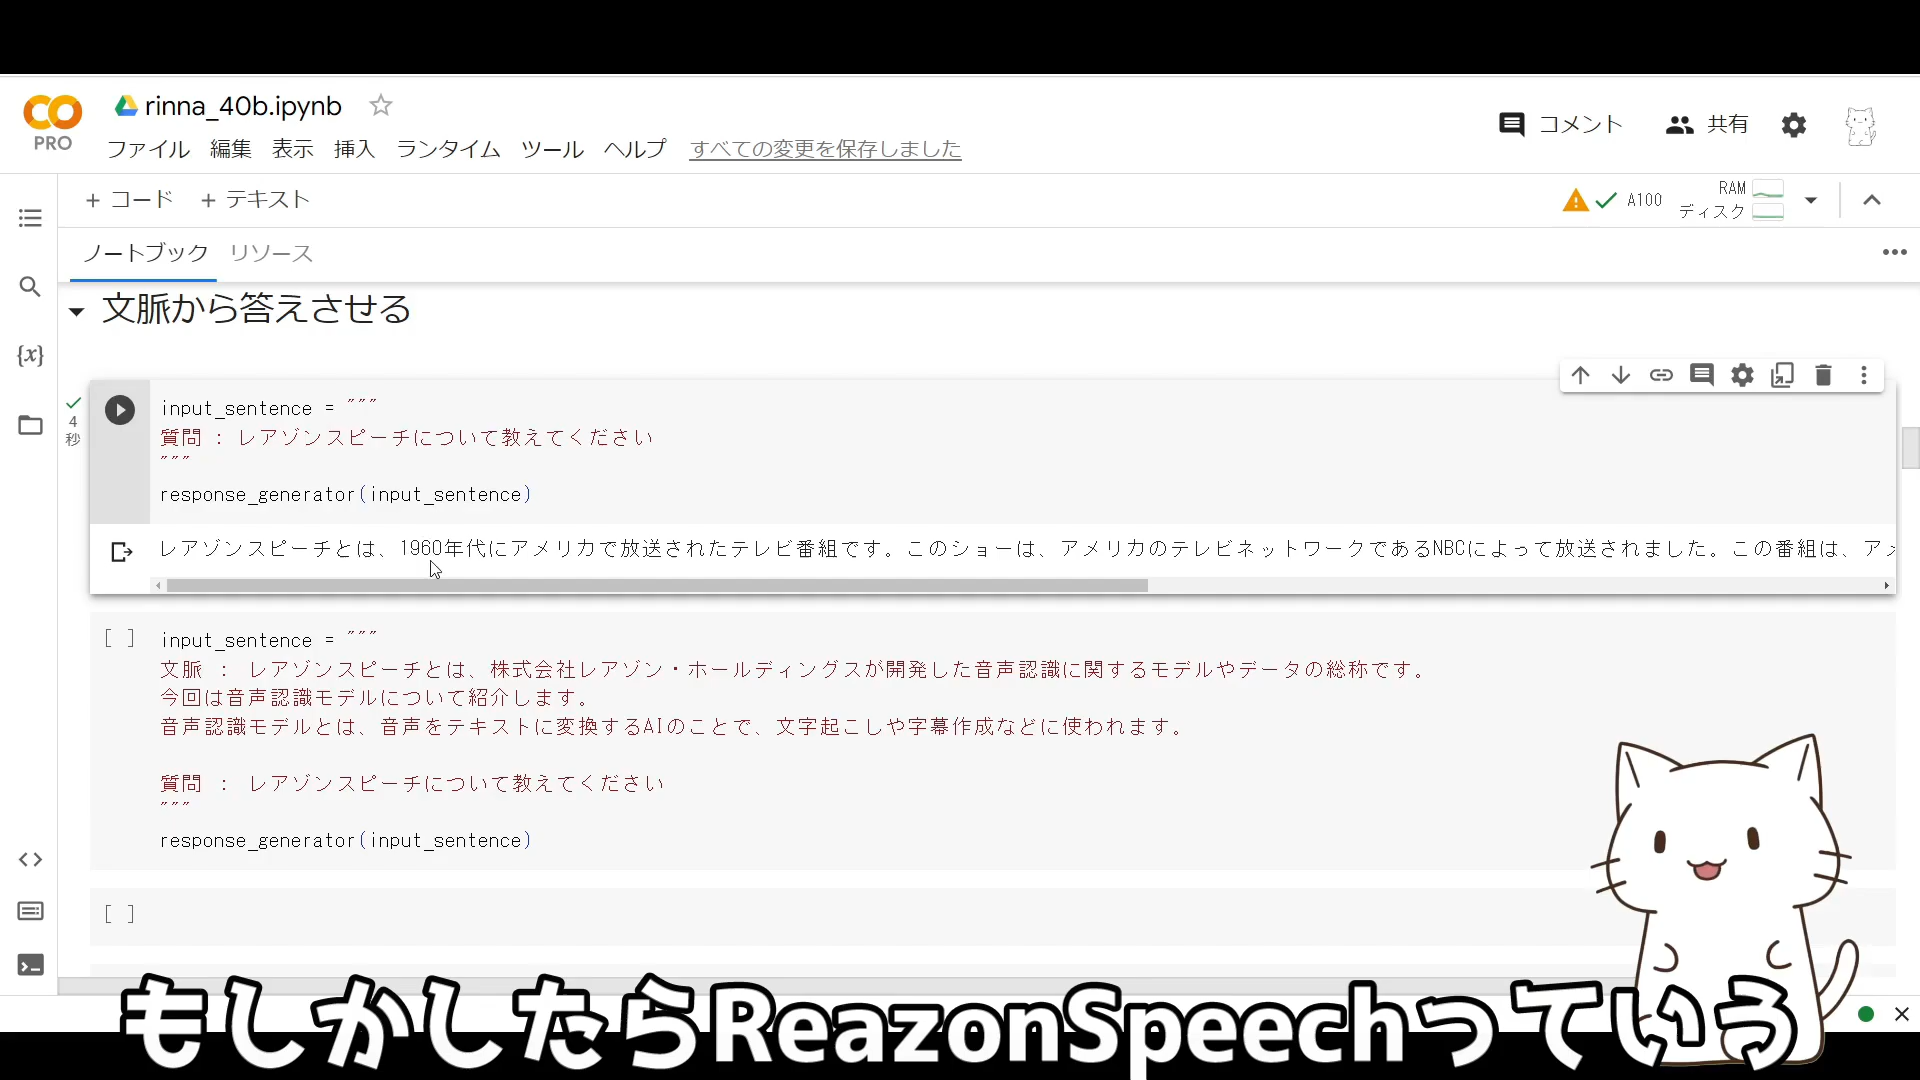 rinna_40b.ipynb
PRO
ファイル 編集 表示 挿入 ランタイム ツール ヘルプ すべての変更を保存しました
コメント 共有
+ コード + テキスト
A100
RAM
ディスク
ノートブック リソース
文脈から答えさせる
4
秒
input_sentence = """
質問 : レアゾンスピーチについて教えてください
"""
response_generator(input_sentence)
レアゾンスピーチとは、1960年代にアメリカで放送されたテレビ番組です。このショーは、アメリカのテレビネットワークであるNBCによって放送されました。この番組は、アメ
[ ]
input_sentence = """
文脈 : レアゾンスピーチとは、株式会社レアゾン・ホールディングスが開発した音声認識に関するモデルやデータの総称です。
今回は音声認識モデルについて紹介します。
音声認識モデルとは、音声をテキストに変換するAIのことで、文字起こしや字幕作成などに使われます。
質問 : レアゾンスピーチについて教えてください
"""
response_generator(input_sentence)
[ ]
もしかしたらReazonSpeechっていう